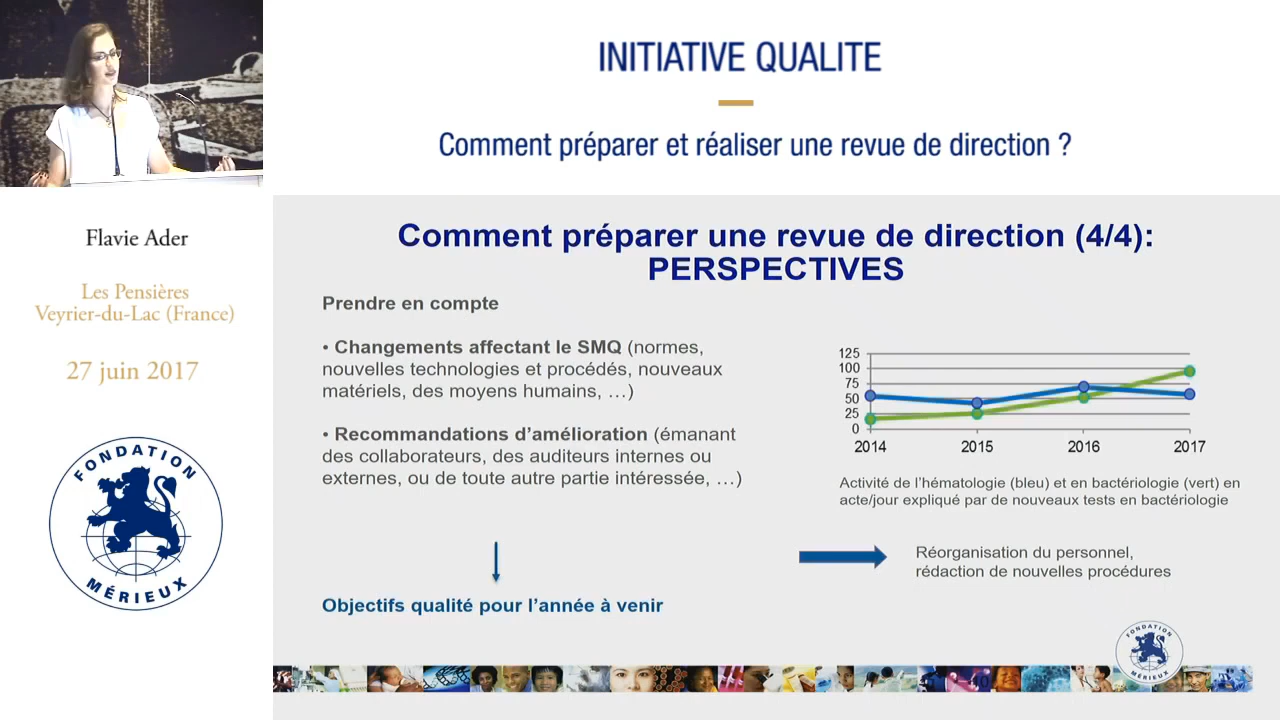 INITIATIVE QUALITE
Comment préparer et réaliser une revue de direction ?
Flavie Ader
Les Pensières
Veyrier-du-Lac (France)
27 juin 2017
FONDATION
MÉRIEUX
Comment préparer une revue de direction (4/4):
PERSPECTIVES
Prendre en compte
• Changements affectant le SMQ (normes,
nouvelles technologies et procédés, nouveaux
matériels, des moyens humains, …)
• Recommandations d’amélioration (émanant
des collaborateurs, des auditeurs internes ou
externes, ou de toute autre partie intéressée, …)
Objectifs qualité pour l’année à venir
125
100
75
50
25
0
2014 2015 2016 2017
Activité de l’hématologie (bleu) et en bactériologie (vert) en
acte/jour expliqué par de nouveaux tests en bactériologie
Réorganisation du personnel,
rédaction de nouvelles procédures
FONDATION
MÉRIEUX